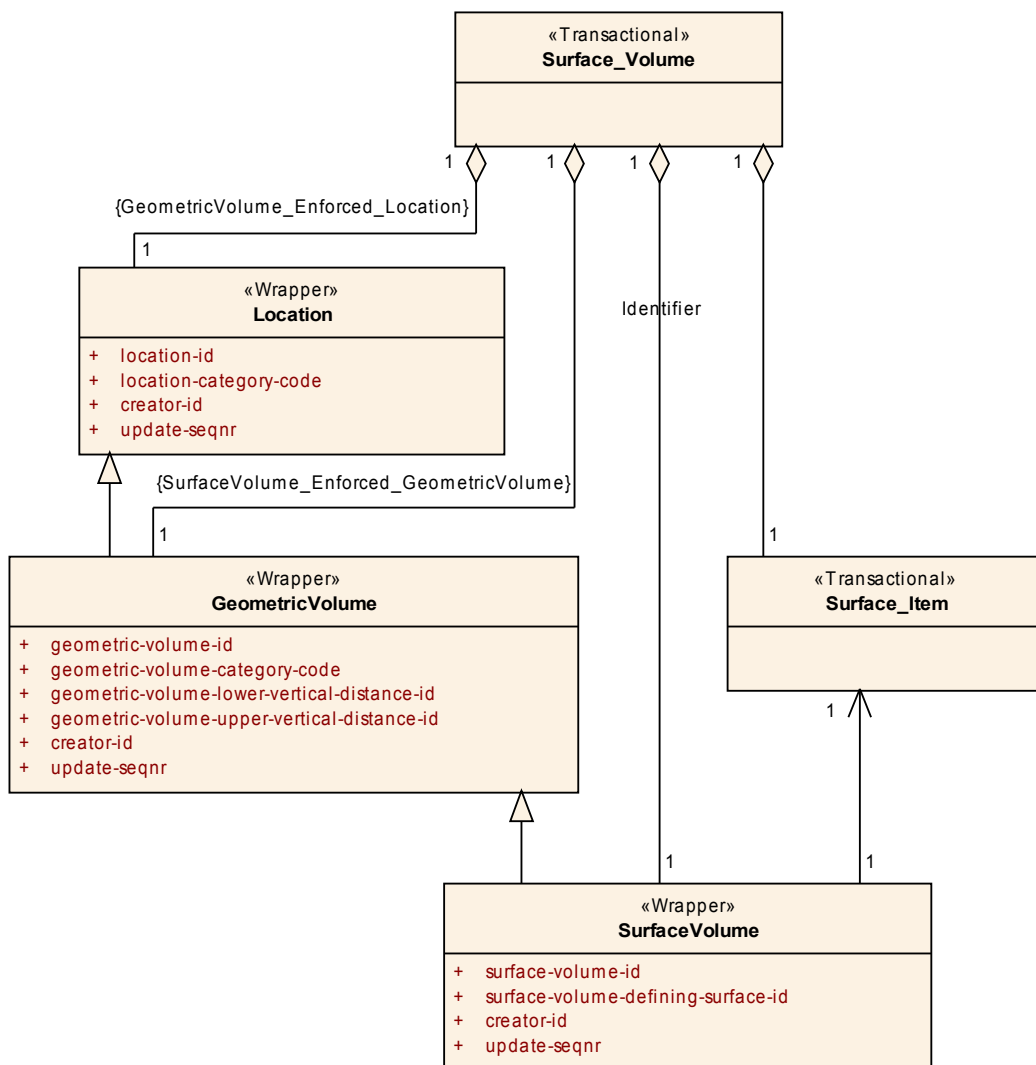 «Transactional»
Surface_Volume
1
1
1
1
{GeometricVolume_Enforced_Location}
1
«Wrapper»
Location
+ location-id
+ location-category-code
+ creator-id
+ update-seqnr
Identifier
{SurfaceVolume_Enforced_GeometricVolume}
1
1
«Wrapper»
GeometricVolume
+ geometric-volume-id
+ geometric-volume-category-code
+ geometric-volume-lower-vertical-distance-id
+ geometric-volume-upper-vertical-distance-id
+ creator-id
+ update-seqnr
«Transactional»
Surface_Item
1
1
1
«Wrapper»
SurfaceVolume
+ surface-volume-id
+ surface-volume-defining-surface-id
+ creator-id
+ update-seqnr